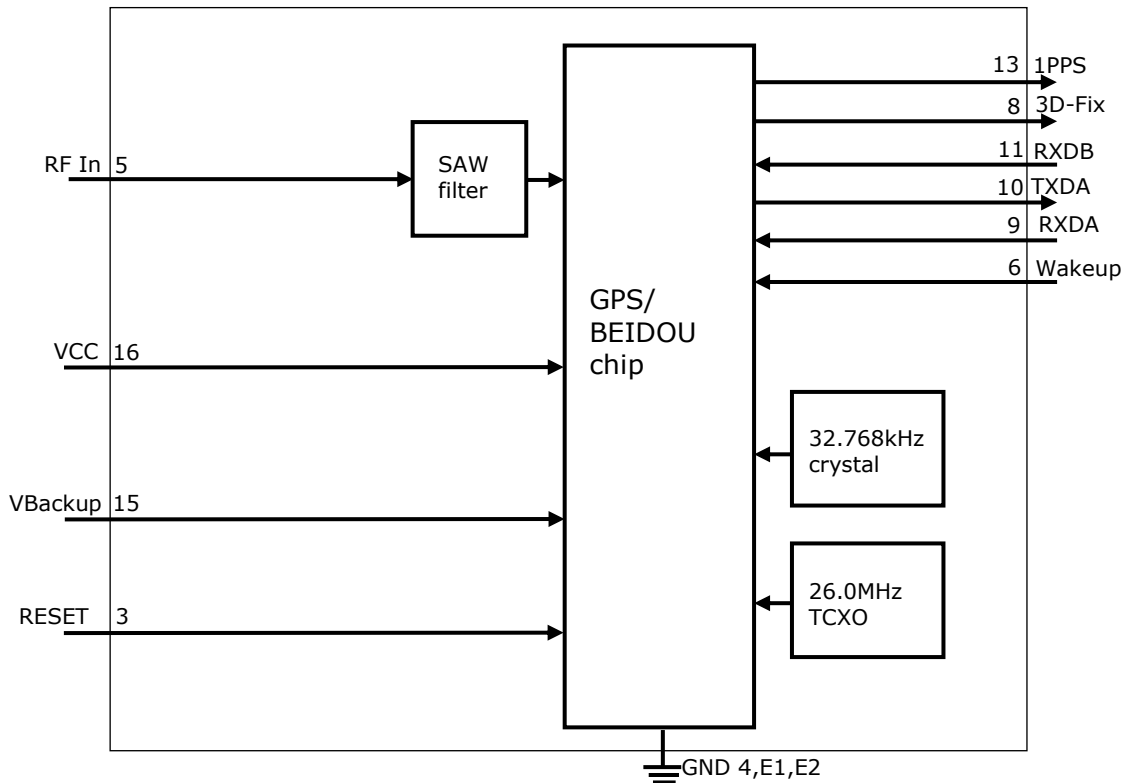 13 1PPS
8 3D-Fix
11 RXDB
10 TXDA
9 RXDA
6 Wakeup
RF In 5
SAW
filter
GPS/
BEIDOU
chip
VCC 16
VBackup 15
RESET 3
32.768kHz
crystal
26.0MHz
TCXO
GND 4,E1,E2